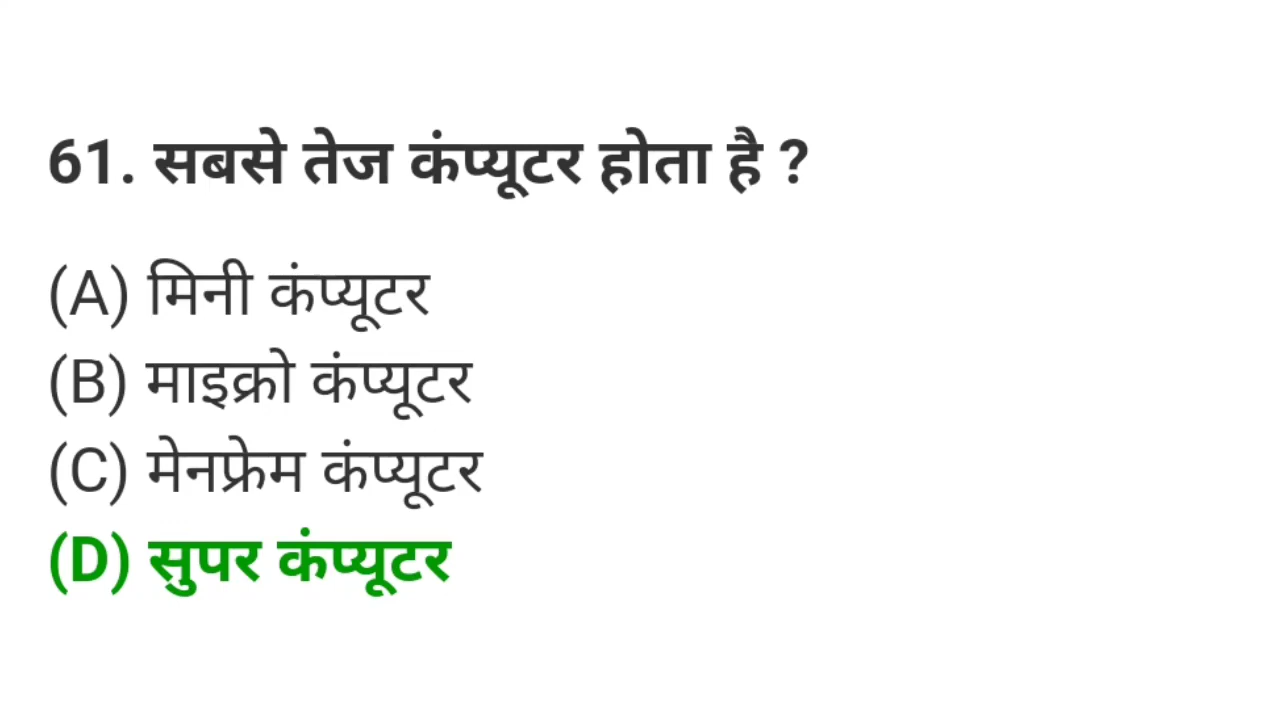 61. सबसे तेज कंप्यूटर होता है ?
(A) मिनी कंप्यूटर
(B) माइक्रो कंप्यूटर
(C) मेनफ्रेम कंप्यूटर
(D) सुपर कंप्यूटर